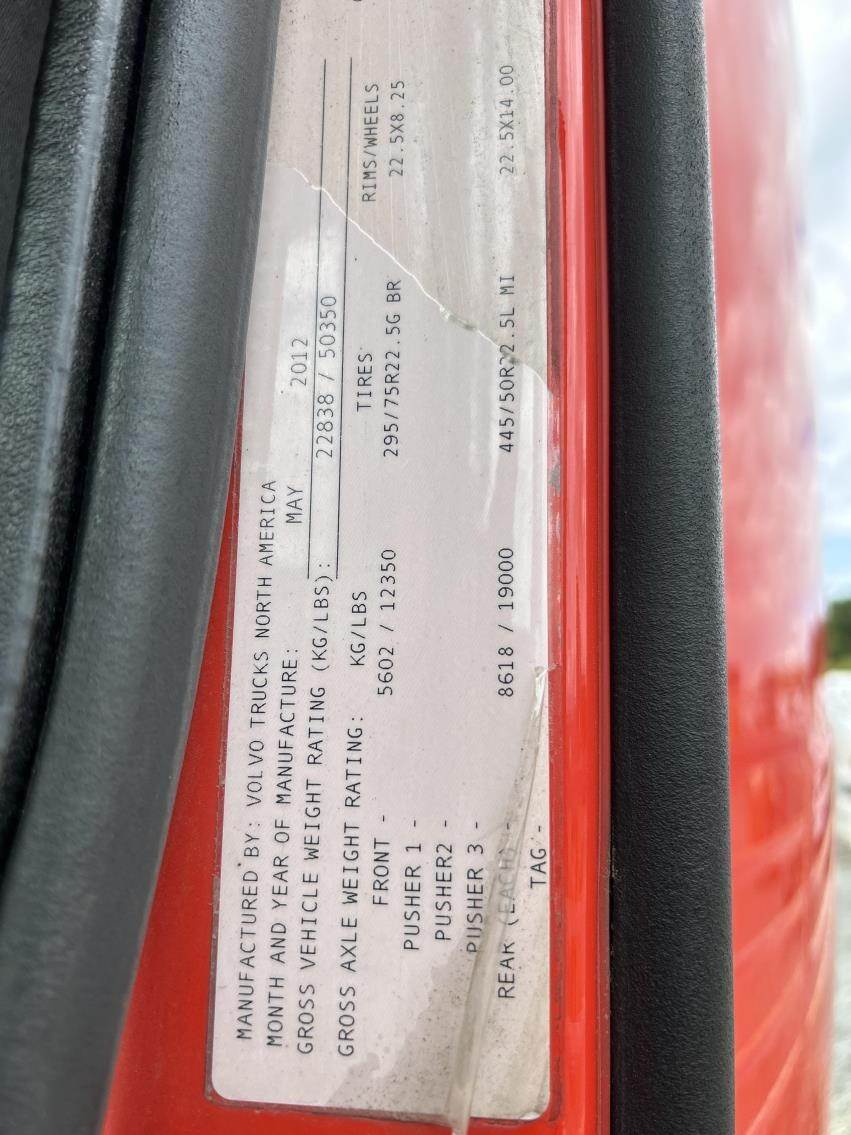 MANUFACTURED BY: VOLVO TRUCKS NORTH AMERICA
MONTH AND YEAR OF MANUFACTURE: MAY 2012
GROSS VEHICLE WEIGHT RATING (KG/LBS): 22838 / 50350
GROSS AXLE WEIGHT RATING: KG/LBS TIRES RIMS/WHEELS
FRONT - 5602 / 12350 295/75R22.5G BR 22.5X8.25
PUSHER 1 -
PUSHER2 -
PUSHER 3 -
REAR (EACH) - 8618 / 19000 445/50R22.5L MI 22.5X14.00
TAG -